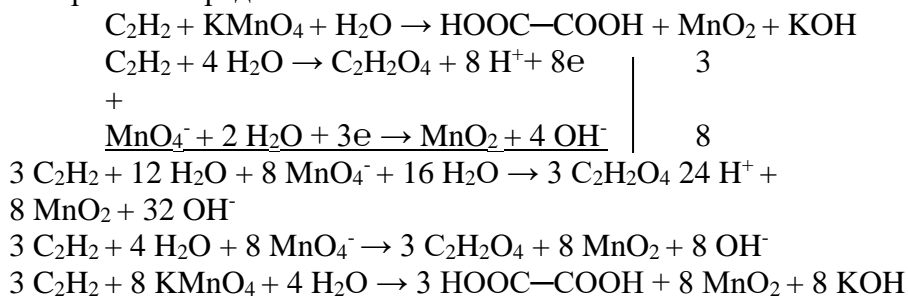 C₂H₂ + KMnO₄ + H₂O → HOOC─COOH + MnO₂ + KOH
C₂H₂ + 4 H₂O → C₂H₂O₄ + 8 H⁺+ 8e 3
+
MnO₄⁻ + 2 H₂O + 3e → MnO₂ + 4 OH⁻ 8
3 C₂H₂ + 12 H₂O + 8 MnO₄⁻ + 16 H₂O → 3 C₂H₂O₄ 24 H⁺ +
8 MnO₂ + 32 OH⁻
3 C₂H₂ + 4 H₂O + 8 MnO₄⁻ → 3 C₂H₂O₄ + 8 MnO₂ + 8 OH⁻
3 C₂H₂ + 8 KMnO₄ + 4 H₂O → 3 HOOC─COOH + 8 MnO₂ + 8 KOH